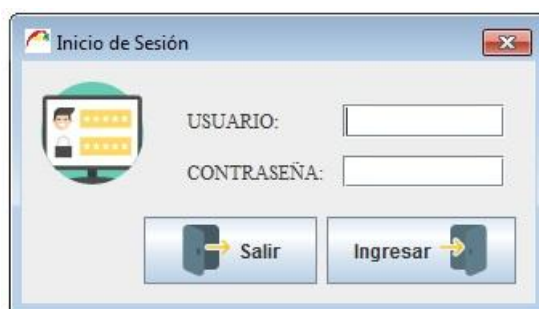 Inicio de Sesión
USUARIO:
CONTRASEÑA:
Salir
Ingresar